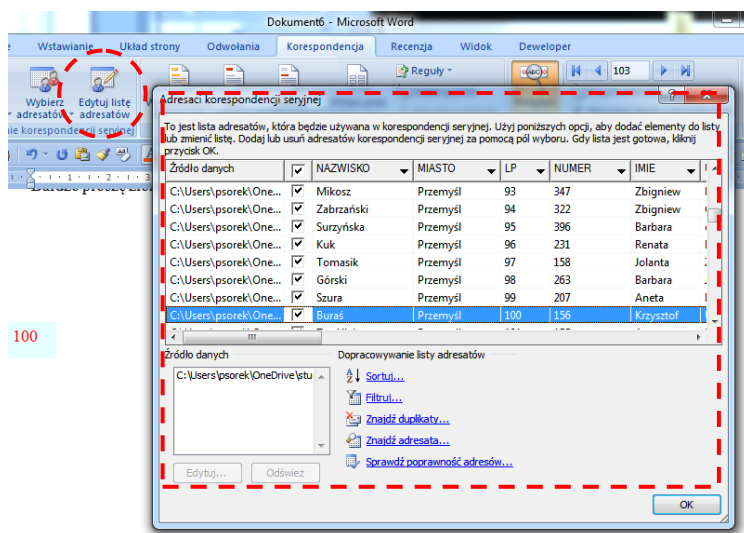 Dokument6 - Microsoft Word
Wstawianie Układ strony Odwołania Korespondencja Recenzja Widok Deweloper
Wybierz adresatów
Edytuj listę adresatów
Reguły
103
Adresaci korespondencji seryjnej
To jest lista adresatów, która będzie używana w korespondencji seryjnej. Użyj poniższych opcji, aby dodać elementy do listy
lub zmienić listę. Dodaj lub usuń adresatów korespondencji seryjnej za pomocą pól wyboru. Gdy lista jest gotowa, kliknij
przycisk OK.
Źródło danych NAZWISKO MIASTO LP NUMER IMIE
C:\Users\psorek\One... Mikosz Przemyśl 93 347 Zbigniew
C:\Users\psorek\One... Zabrzański Przemyśl 94 322 Zbigniew
C:\Users\psorek\One... Surzyńska Przemyśl 95 396 Barbara
C:\Users\psorek\One... Kuk Przemyśl 96 231 Renata
C:\Users\psorek\One... Tomasik Przemyśl 97 158 Jolanta
C:\Users\psorek\One... Górski Przemyśl 98 263 Barbara
C:\Users\psorek\One... Szura Przemyśl 99 207 Aneta
C:\Users\psorek\One... Buraś Przemyśl 100 156 Krzysztof
100
Źródło danych
C:\Users\psorek\OneDrive\stu
Edytuj... Odśwież
Dopracowywanie listy adresatów
Sortuj...
Filtruj...
Znajdź duplikaty...
Znajdź adresata...
Sprawdź poprawność adresów...
OK